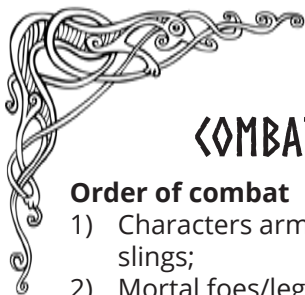 COMBAT
Order of combat
1) Characters arm
slings;
2) Mortal foes/leg